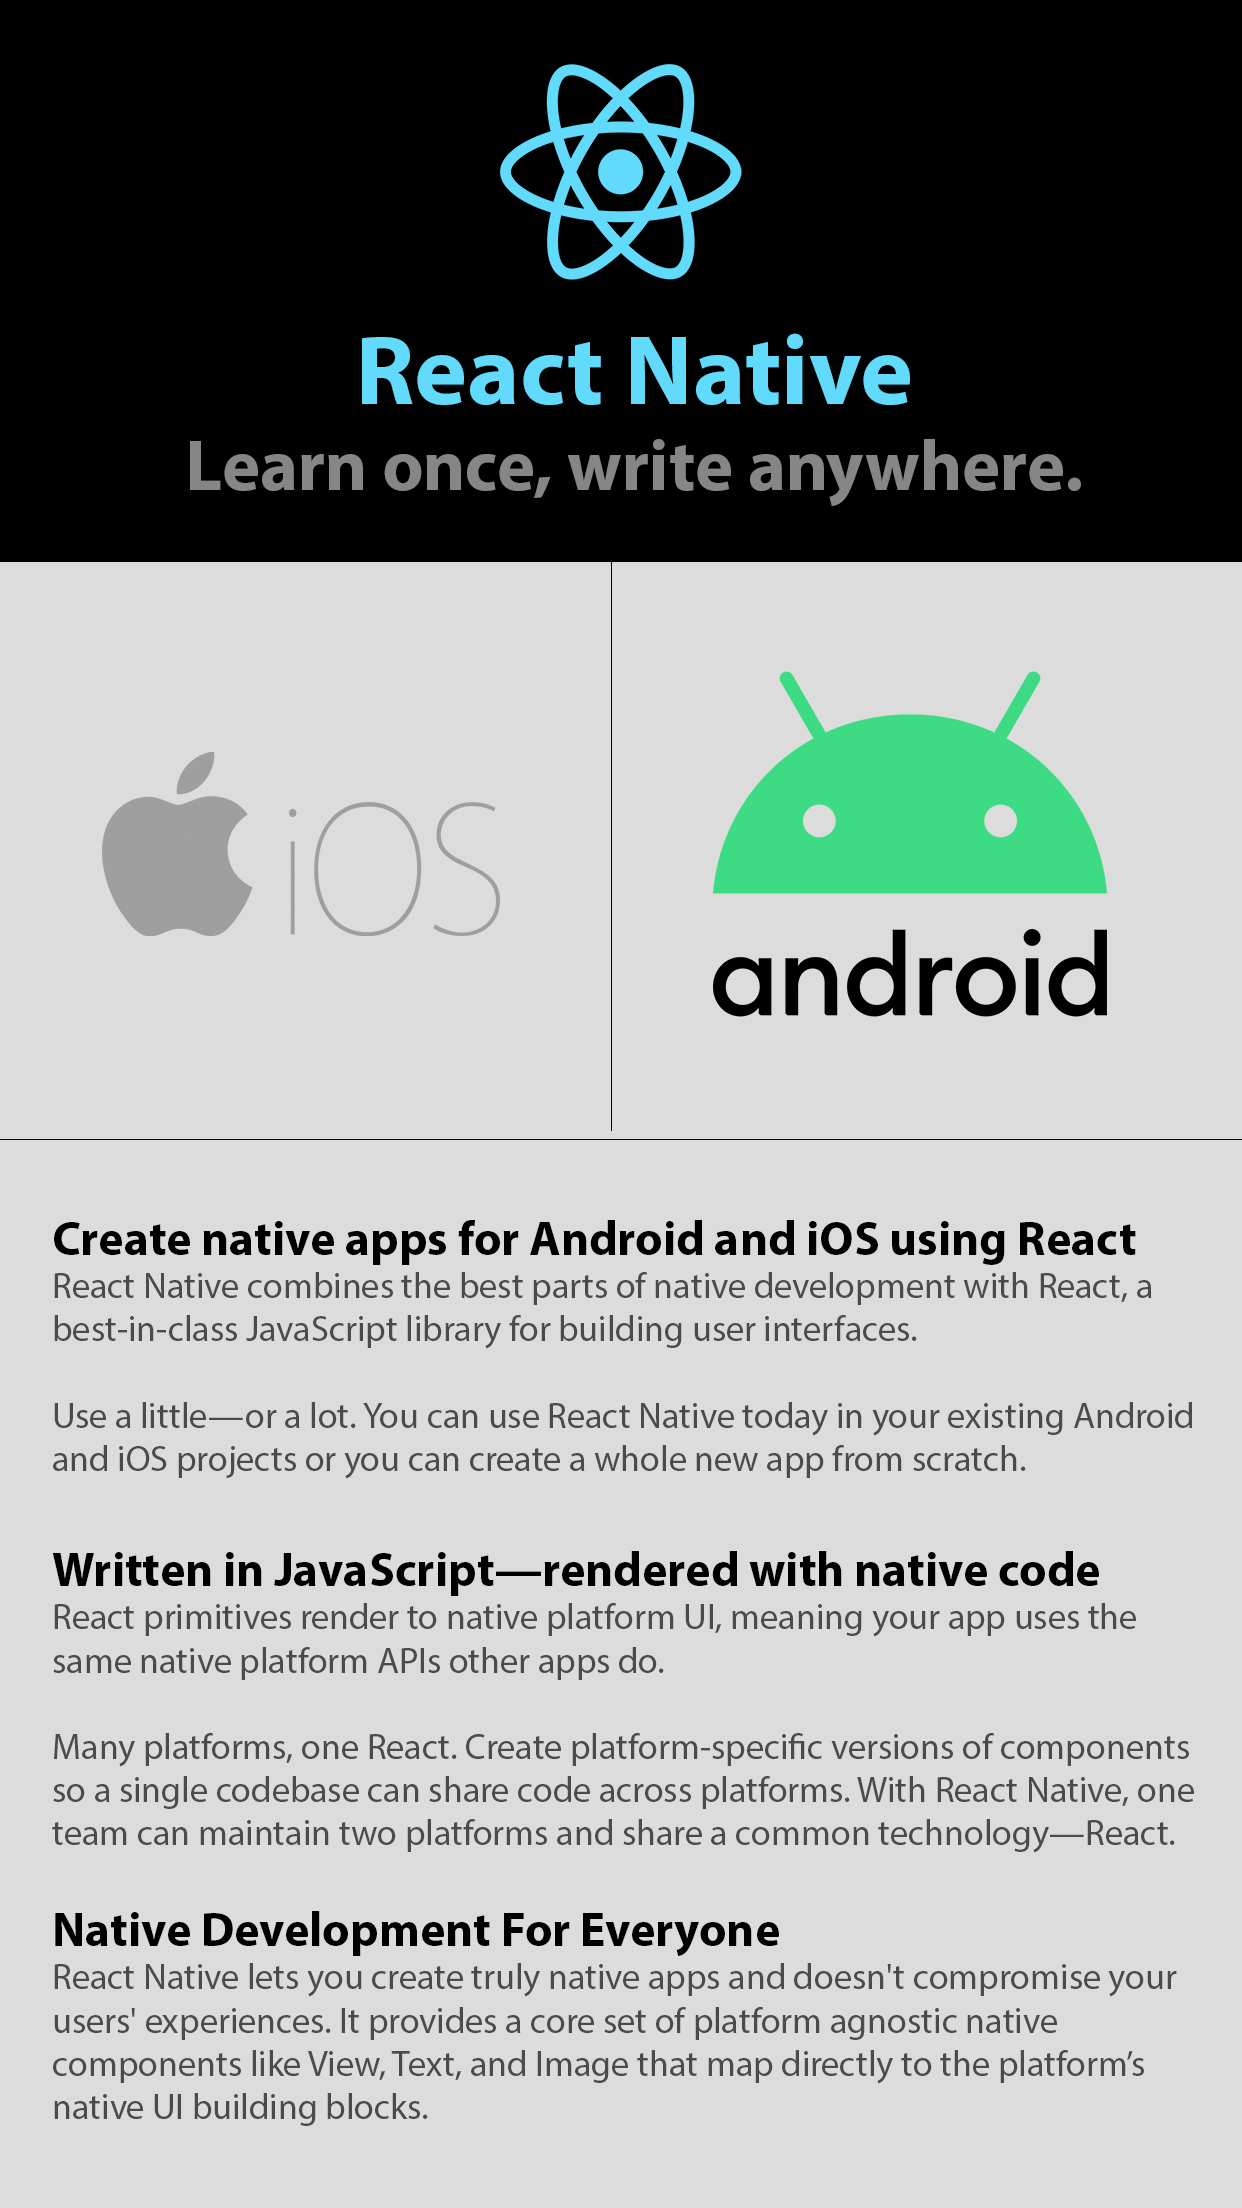 React Native
Learn once, write anywhere.
iOS
android
Create native apps for Android and iOS using React
React Native combines the best parts of native development with React, a
best-in-class JavaScript library for building user interfaces.
Use a little—or a lot. You can use React Native today in your existing Android
and iOS projects or you can create a whole new app from scratch.
Written in JavaScript—rendered with native code
React primitives render to native platform UI, meaning your app uses the
same native platform APIs other apps do.
Many platforms, one React. Create platform-specific versions of components
so a single codebase can share code across platforms. With React Native, one
team can maintain two platforms and share a common technology—React.
Native Development For Everyone
React Native lets you create truly native apps and doesn't compromise your
users' experiences. It provides a core set of platform agnostic native
components like View, Text, and Image that map directly to the platform’s
native UI building blocks.